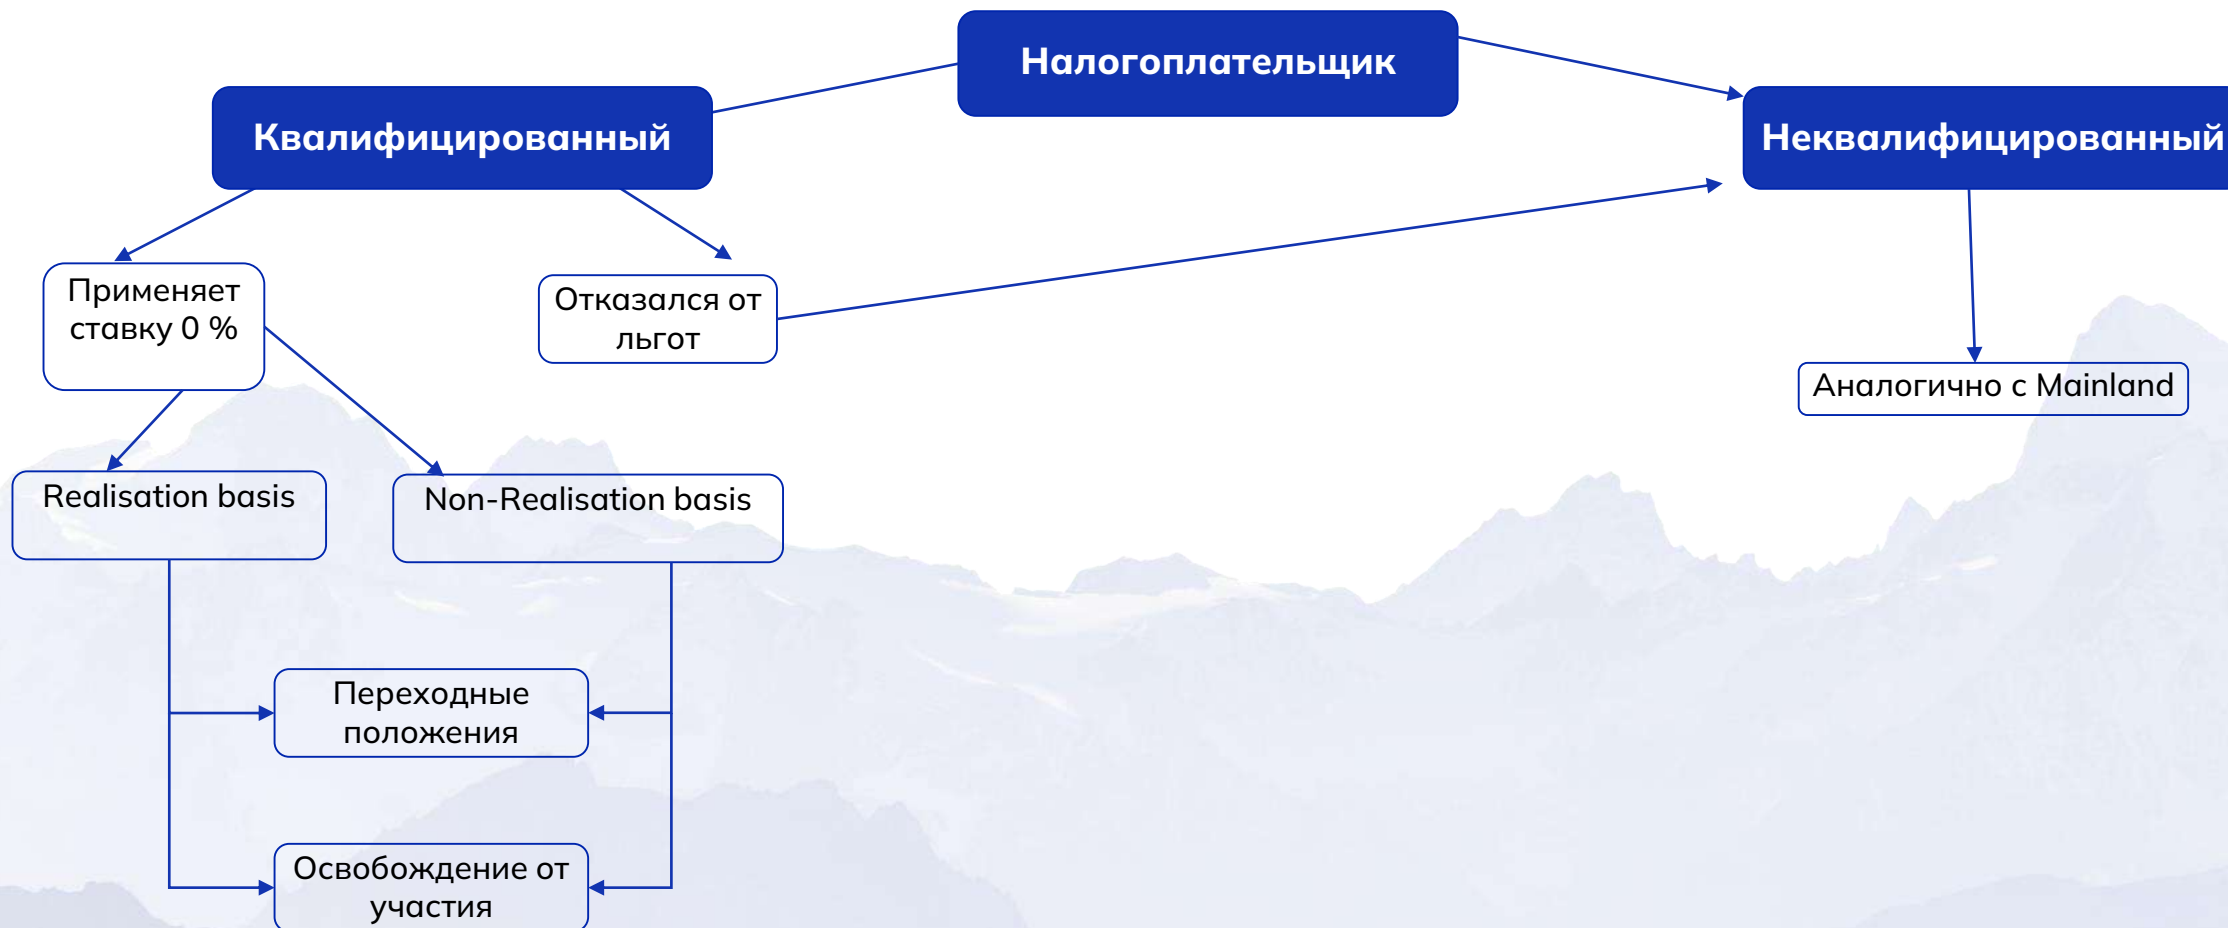 Налогоплательщик
Квалифицированный
Неквалифицированный
Применяет
ставку 0 %
Отказался от
льгот
Аналогично с Mainland
Realisation basis
Non-Realisation basis
Переходные
положения
Освобождение от
участия